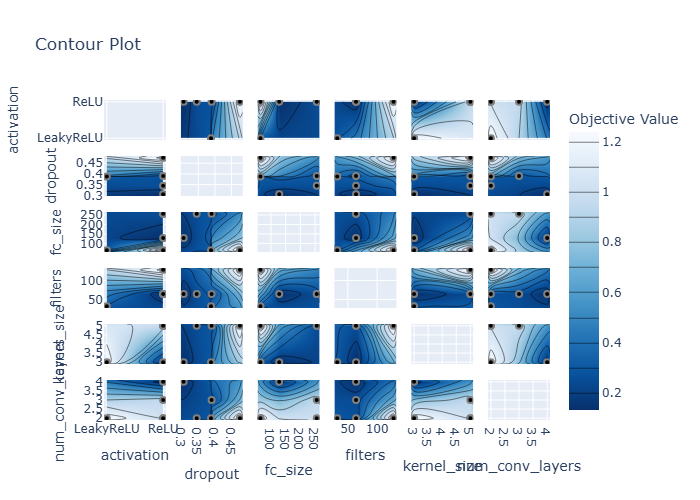 Contour Plot
activation
ReLU
LeakyReLU
dropout
0.45
0.4
0.35
0.3
fc_size
250
200
150
100
filters
100
50
kernel_size
5
4.5
4
3.5
3
num_conv_layers
4
3.5
3
2.5
2
LeakyReLU ReLU
0.3 0.35 0.4 0.45
100 150 200 250
50 100
3 3.5 4 4.5 5
2 2.5 3 3.5 4
activation
dropout
fc_size
filters
kernel_size
num_conv_layers
Objective Value
1.2
1
0.8
0.6
0.4
0.2